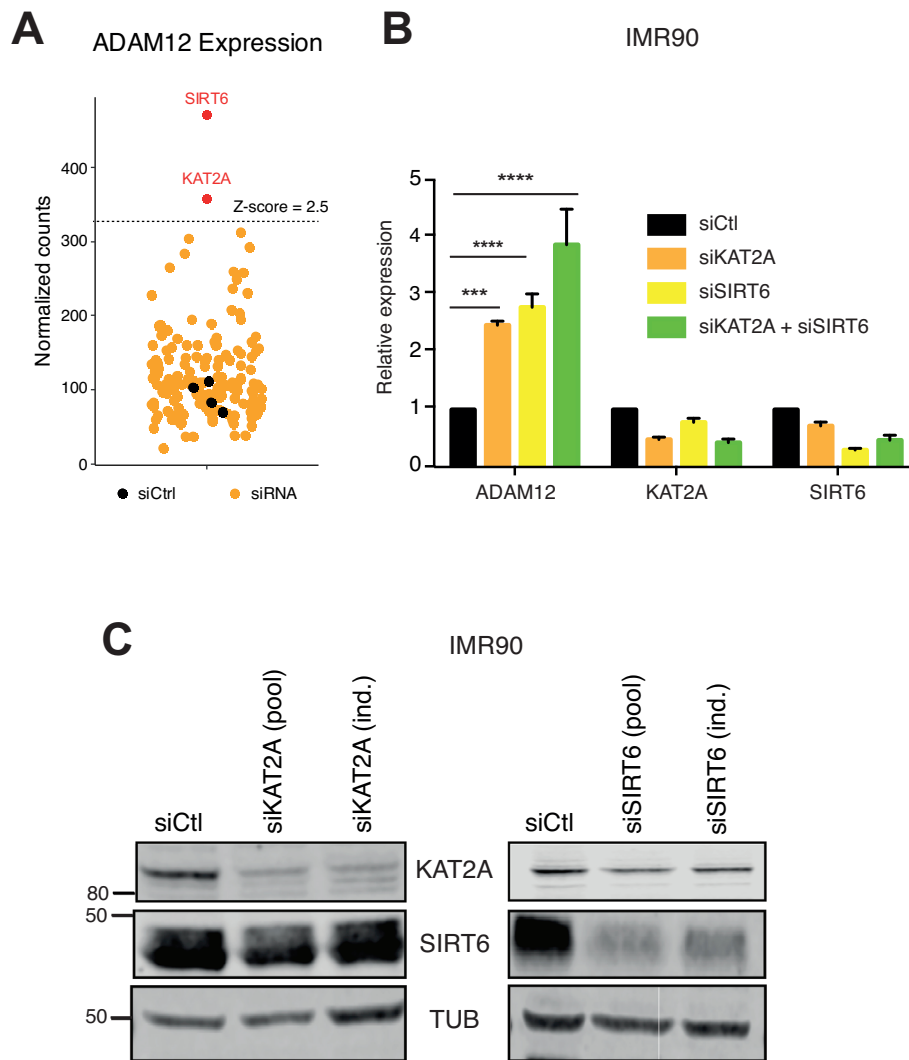 A
ADAM12 Expression
SIRT6
KAT2A
Z-score = 2.5
Normalized counts
400
300
200
100
0
siCtrl
siRNA
B
IMR90
Relative expression
5
4
3
2
1
0
****
****
***
siCtl
siKAT2A
siSIRT6
siKAT2A + siSIRT6
ADAM12
KAT2A
SIRT6
C
IMR90
siCtl
siKAT2A (pool)
siKAT2A (ind.)
siCtl
siSIRT6 (pool)
siSIRT6 (ind.)
80
KAT2A
50
SIRT6
50
TUB